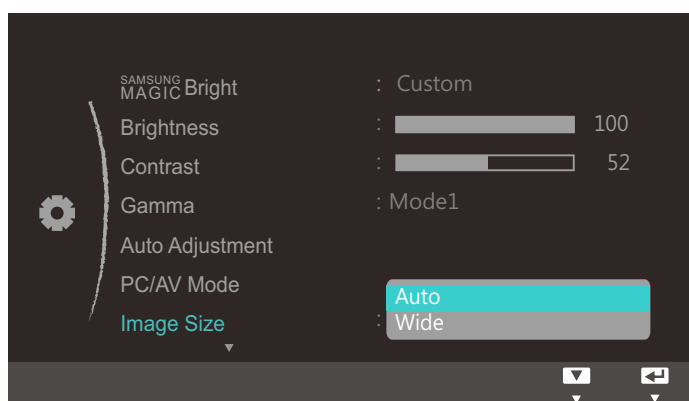 SAMSUNG MAGIC Bright : Custom
Brightness : 100
Contrast : 52
Gamma : Mode1
Auto Adjustment
PC/AV Mode
Auto
Image Size : Wide